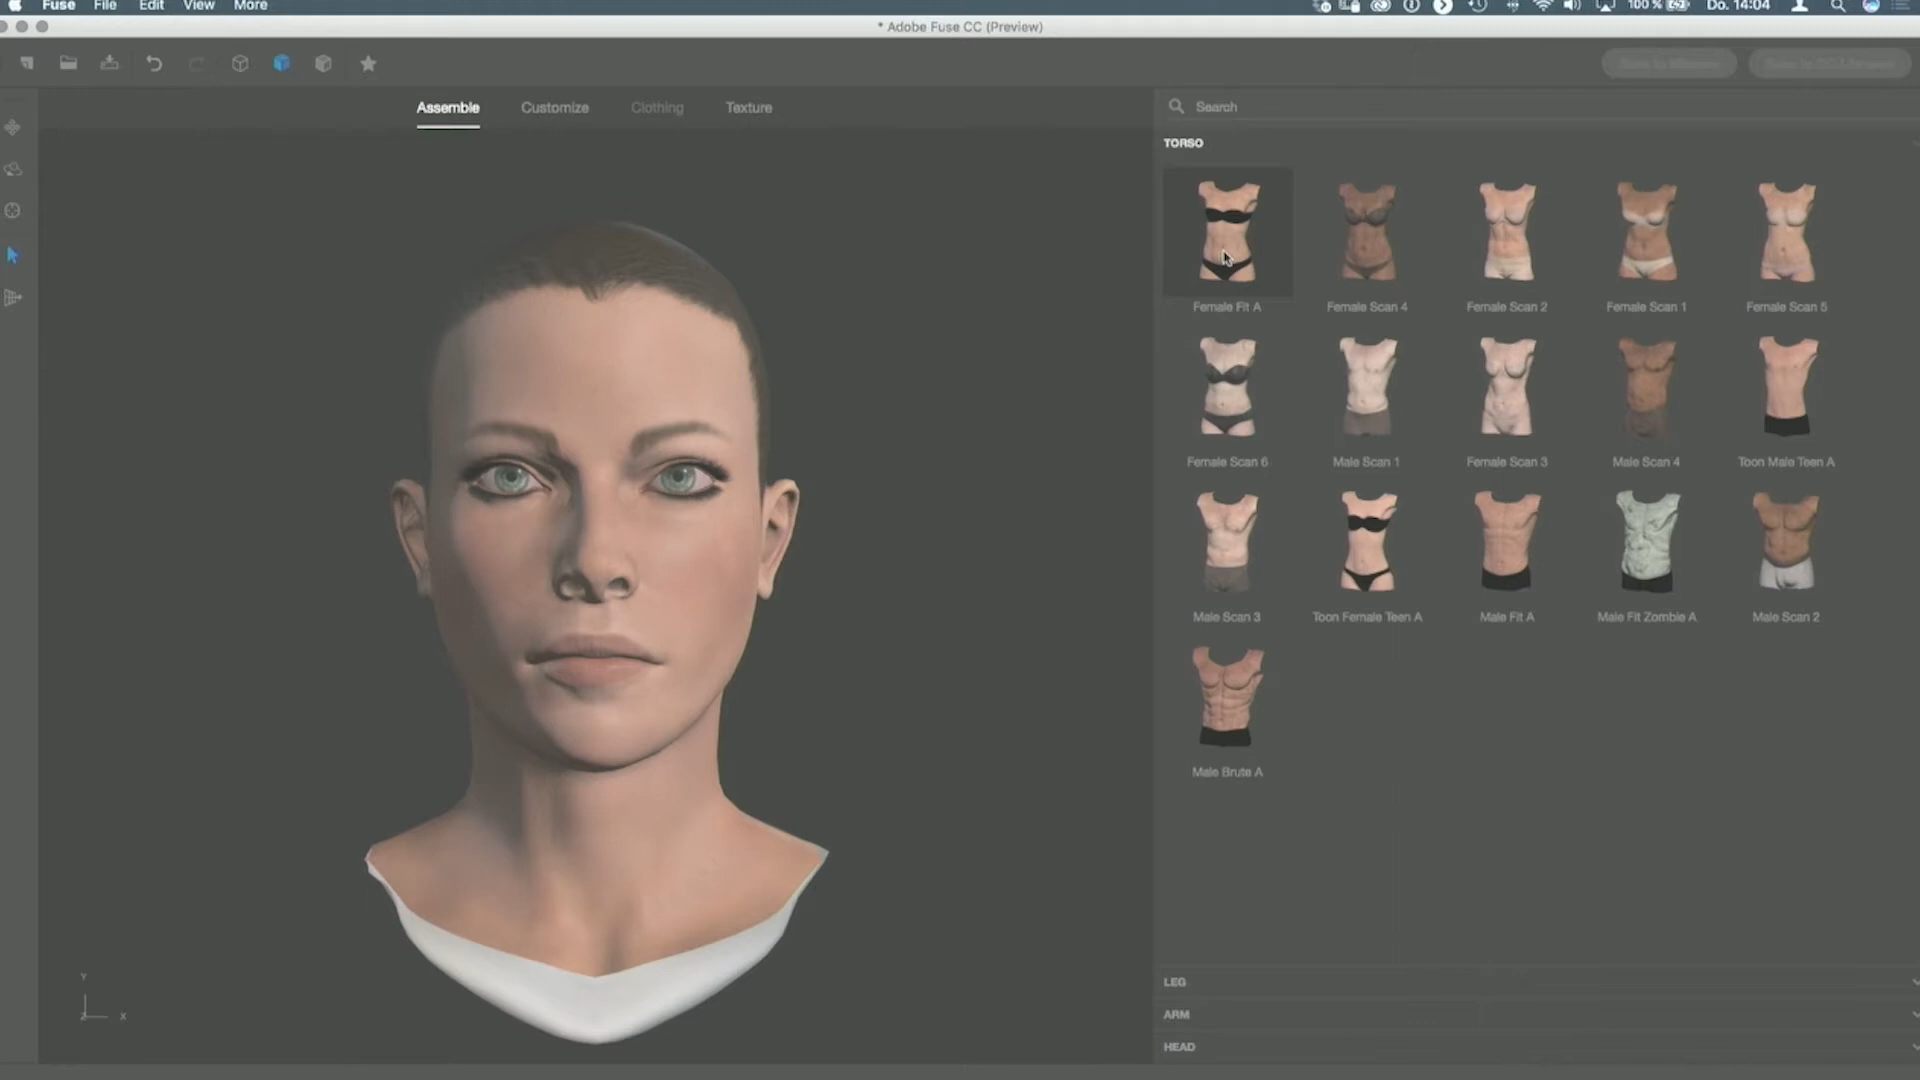 Fuse File Edit View More 100 % Do. 14:04
* Adobe Fuse CC (Preview)
Assemble Customize Clothing Texture
Search
TORSO
Female Fit A Female Scan 4 Female Scan 2 Female Scan 1 Female Scan 5
Female Scan 6 Male Scan 1 Female Scan 3 Male Scan 4 Toon Male Teen A
Male Scan 3 Toon Female Teen A Male Fit A Male Fit Zombie A Male Scan 2
Male Brute A
LEG
ARM
HEAD
Y
Z X